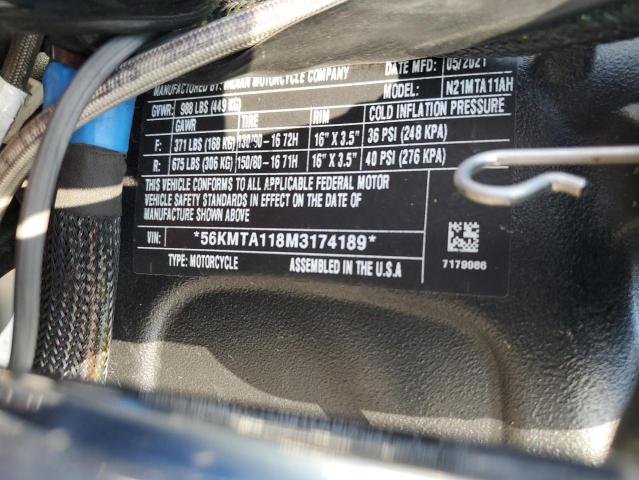 MANUFACTURED BY: INDIAN MOTORCYCLE COMPANY DATE MFD: 05/2021
GVWR: 988 LBS (449 KG) MODEL: N21MTA11AH
GAWR TIRE RIM COLD INFLATION PRESSURE
F: 371 LBS (168 KG) 130/90-16 72H 16" X 3.5" 36 PSI (248 KPA)
R: 675 LBS (306 KG) 150/80-16 71H 16" X 3.5" 40 PSI (276 KPA)
THIS VEHICLE CONFORMS TO ALL APPLICABLE FEDERAL MOTOR
VEHICLE SAFETY STANDARDS IN EFFECT ON THE DATE OF
MANUFACTURE SHOWN ABOVE
VIN: *56KMTA118M3174189*
TYPE: MOTORCYCLE ASSEMBLED IN THE U.S.A
7179986